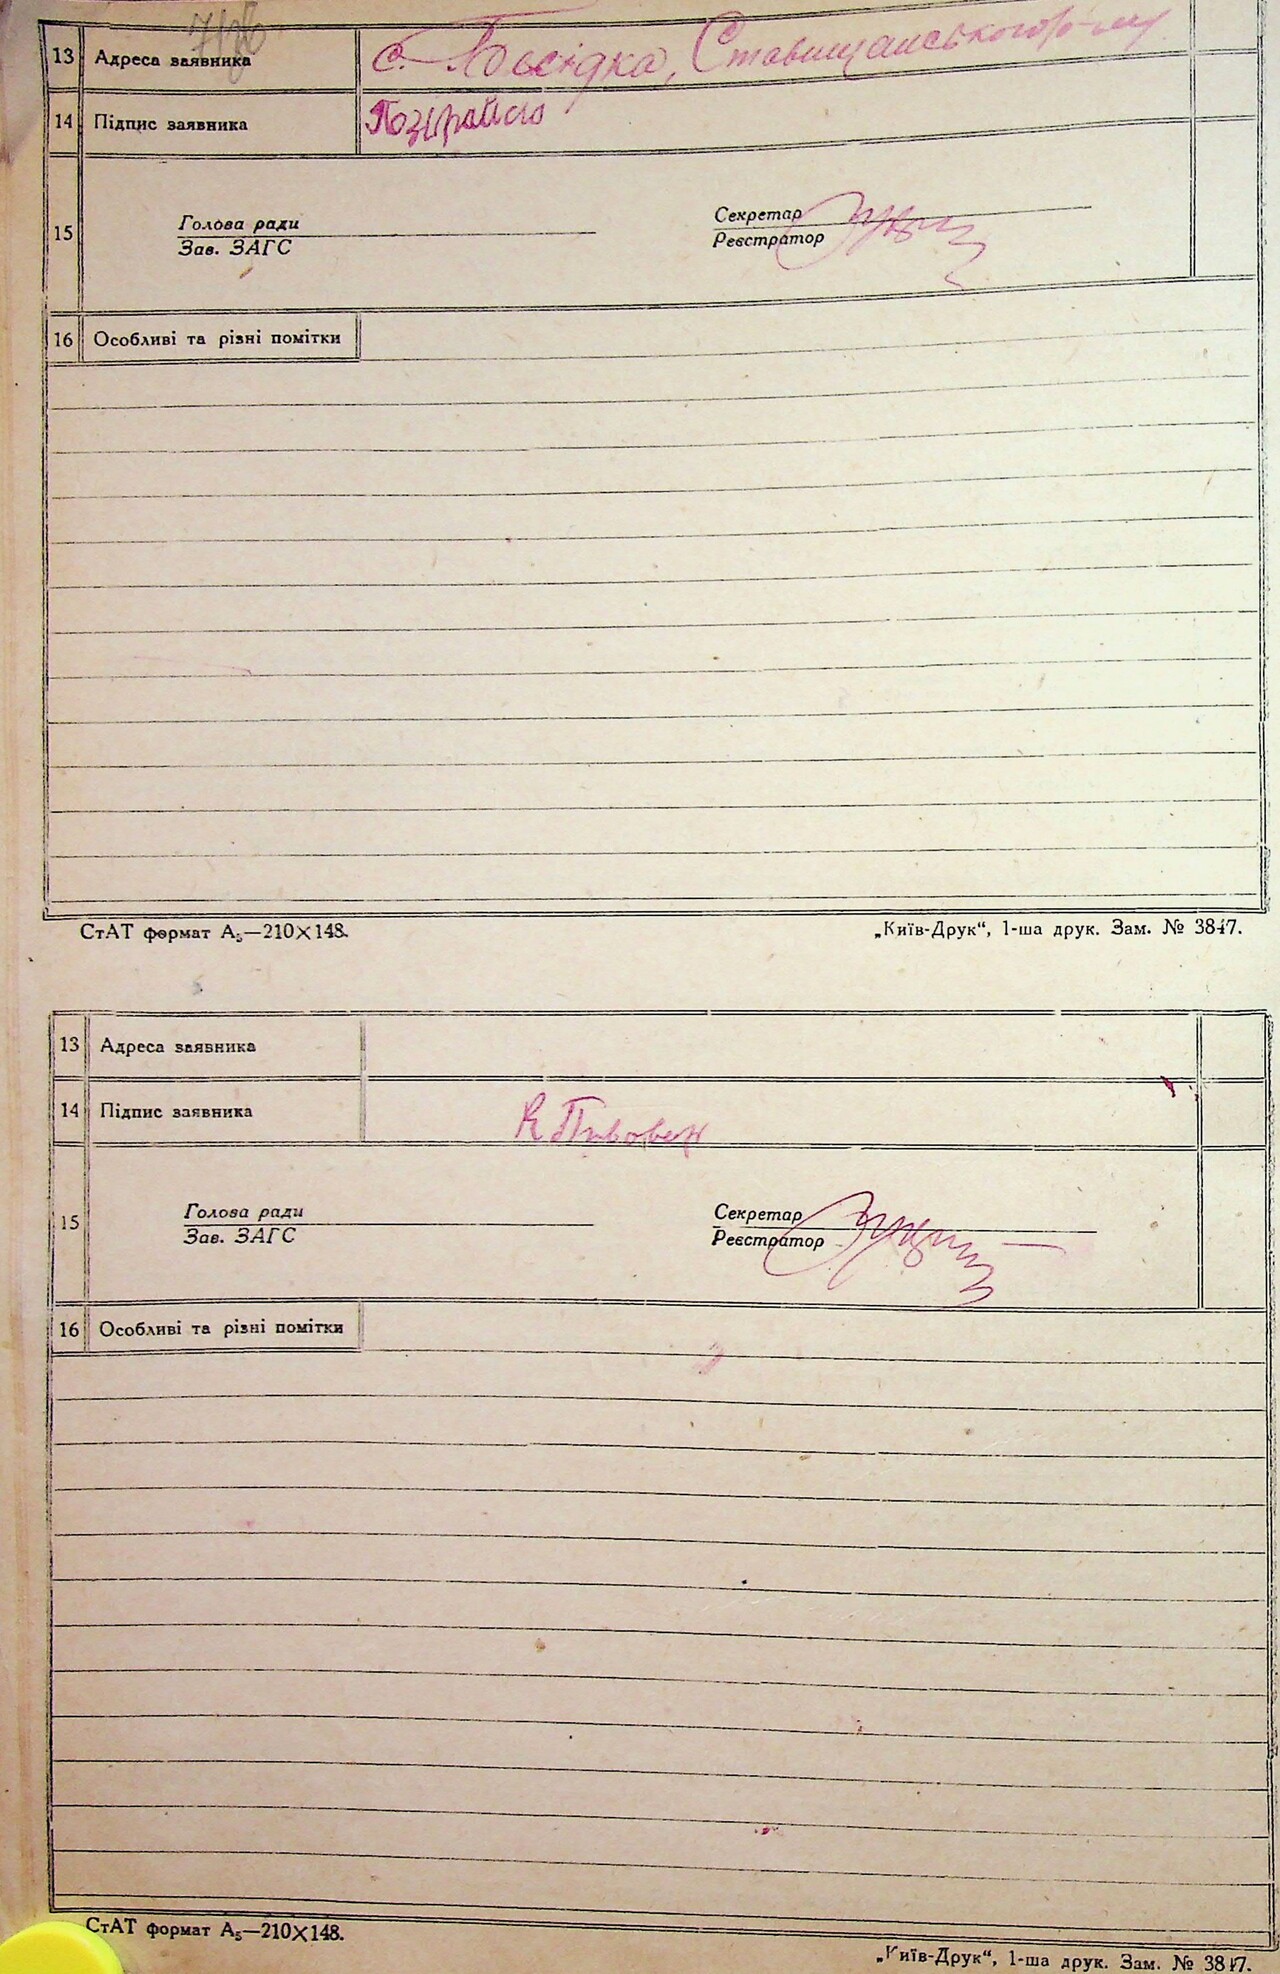 71зв
13 Адреса заявника с. Бесідка, Ставищанського р-ну
14 Підпис заявника
15 Голова ради Секретар
Зав. ЗАГС Реєстратор
16 Особливі та різні помітки
СтАТ формат А₅—210×148. „Київ-Друк“, 1-ша друк. Зам. № 3847.
13 Адреса заявника
14 Підпис заявника К Пивовар
15 Голова ради Секретар
Зав. ЗАГС Реєстратор
16 Особливі та різні помітки
СтАТ формат А₅—210×148.
„Київ-Друк“, 1-ша друк. Зам. № 3847.